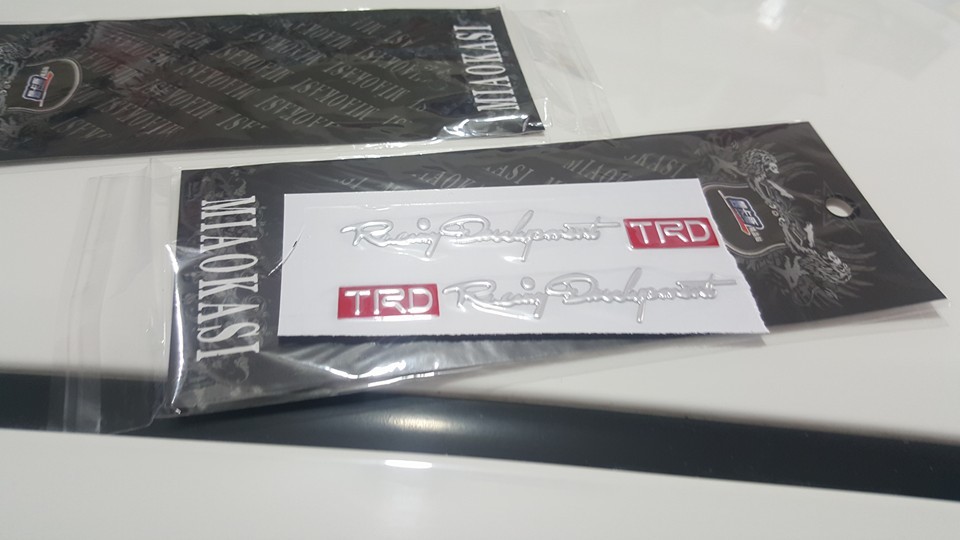 MIAOKASI
MIAOKASI
Racing Development TRD
TRD Racing Development